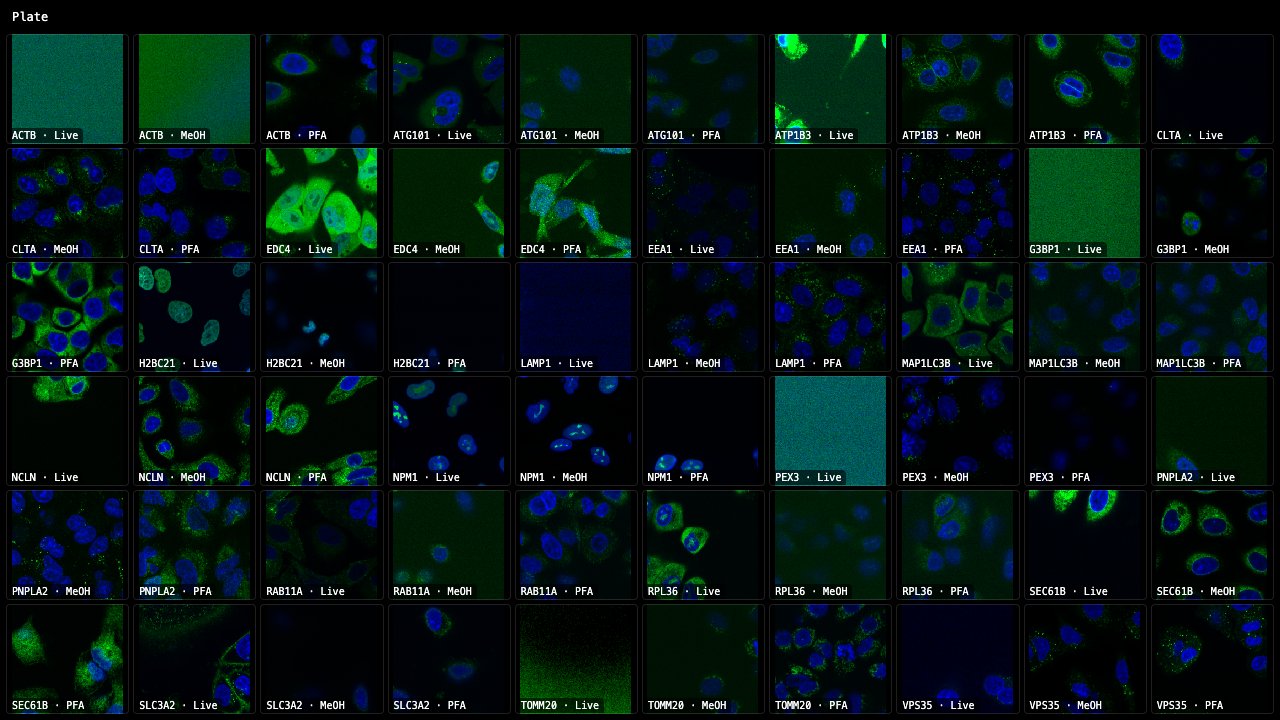 Plate
ACTB · Live
ACTB · MeOH
ACTB · PFA
ATG101 · Live
ATG101 · MeOH
ATG101 · PFA
ATP1B3 · Live
ATP1B3 · MeOH
ATP1B3 · PFA
CLTA · Live
CLTA · MeOH
CLTA · PFA
EDC4 · Live
EDC4 · MeOH
EDC4 · PFA
EEA1 · Live
EEA1 · MeOH
EEA1 · PFA
G3BP1 · Live
G3BP1 · MeOH
G3BP1 · PFA
H2BC21 · Live
H2BC21 · MeOH
H2BC21 · PFA
LAMP1 · Live
LAMP1 · MeOH
LAMP1 · PFA
MAP1LC3B · Live
MAP1LC3B · MeOH
MAP1LC3B · PFA
NCLN · Live
NCLN · MeOH
NCLN · PFA
NPM1 · Live
NPM1 · MeOH
NPM1 · PFA
PEX3 · Live
PEX3 · MeOH
PEX3 · PFA
PNPLA2 · Live
PNPLA2 · MeOH
PNPLA2 · PFA
RAB11A · Live
RAB11A · MeOH
RAB11A · PFA
RPL36 · Live
RPL36 · MeOH
RPL36 · PFA
SEC61B · Live
SEC61B · MeOH
SEC61B · PFA
SLC3A2 · Live
SLC3A2 · MeOH
SLC3A2 · PFA
TOMM20 · Live
TOMM20 · MeOH
TOMM20 · PFA
VPS35 · Live
VPS35 · MeOH
VPS35 · PFA